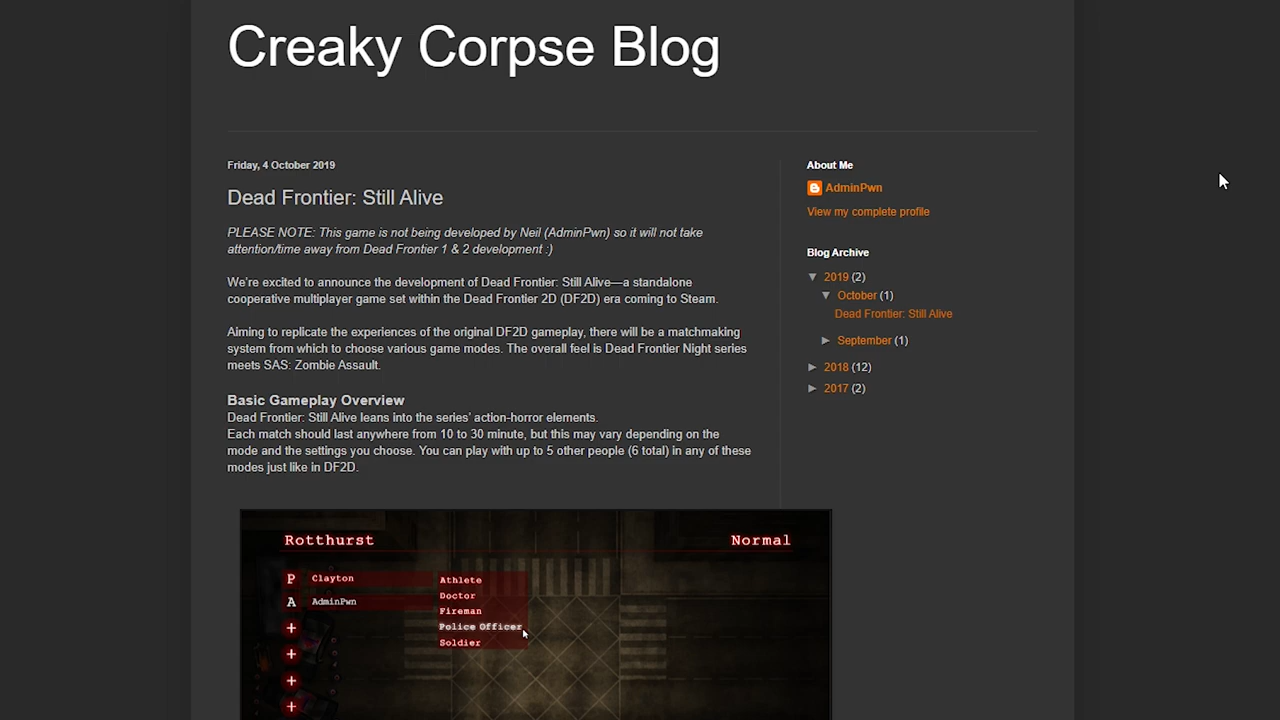 Creaky Corpse Blog
Friday, 4 October 2019
Dead Frontier: Still Alive
PLEASE NOTE: This game is not being developed by Neil (AdminPwn) so it will not take
attention/time away from Dead Frontier 1 & 2 development :)
We're excited to announce the development of Dead Frontier: Still Alive—a standalone
cooperative multiplayer game set within the Dead Frontier 2D (DF2D) era coming to Steam.
Aiming to replicate the experiences of the original DF2D gameplay, there will be a matchmaking
system from which to choose various game modes. The overall feel is Dead Frontier Night series
meets SAS: Zombie Assault.
Basic Gameplay Overview
Dead Frontier: Still Alive leans into the series' action-horror elements.
Each match should last anywhere from 10 to 30 minute, but this may vary depending on the
mode and the settings you choose. You can play with up to 5 other people (6 total) in any of these
modes just like in DF2D.
Rotthurst
Normal
P Clayton
A AdminPwn
+
+
+
+
Athlete
Doctor
Fireman
Police Officer
Soldier
About Me
AdminPwn
View my complete profile
Blog Archive
▼ 2019 (2)
▼ October (1)
Dead Frontier: Still Alive
► September (1)
► 2018 (12)
► 2017 (2)